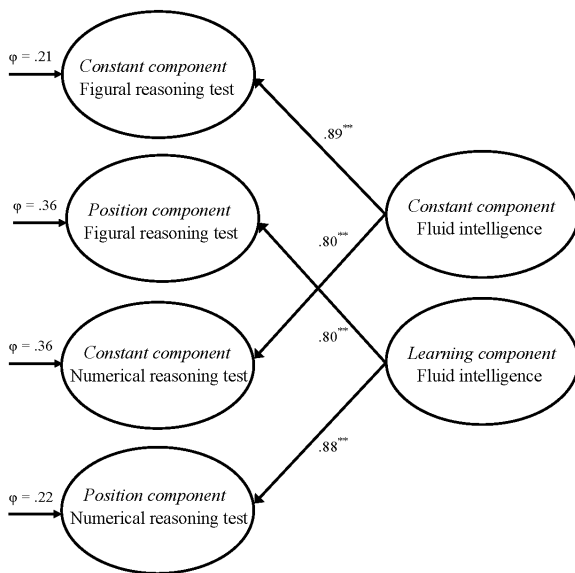 φ = .21
Constant component
Figural reasoning test
.89**
φ = .36
Position component
Figural reasoning test
Constant component
Fluid intelligence
.80**
φ = .36
Constant component
Numerical reasoning test
.80**
Learning component
Fluid intelligence
.88**
φ = .22
Position component
Numerical reasoning test